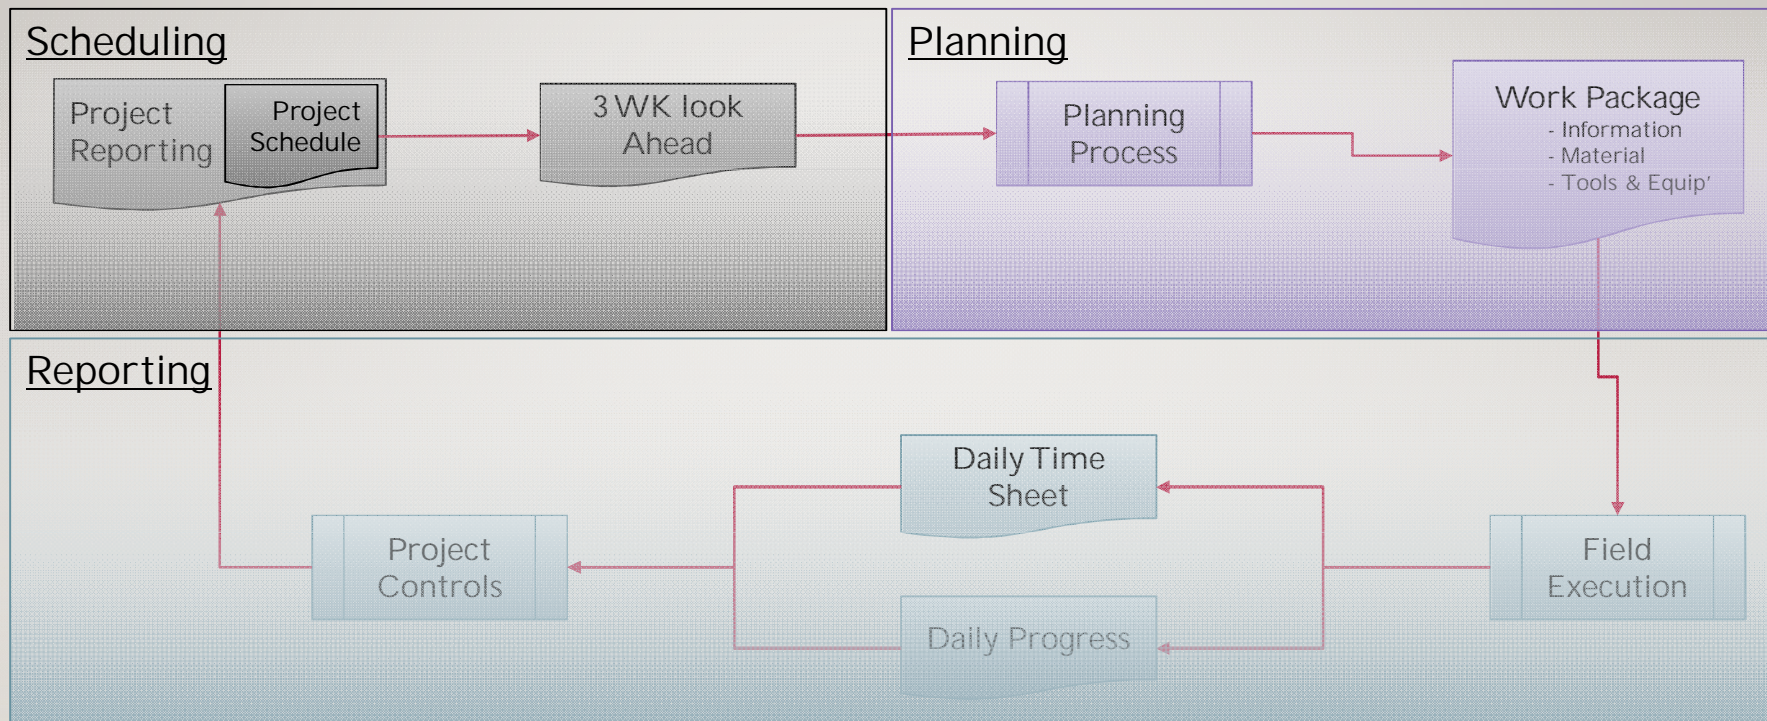 Scheduling
Project
Reporting
Project
Schedule
3 WK look
Ahead
Planning
Planning
Process
Work Package
- Information
- Material
- Tools & Equip'
Reporting
Daily Time
Sheet
Project
Controls
Field
Execution
Daily Progress